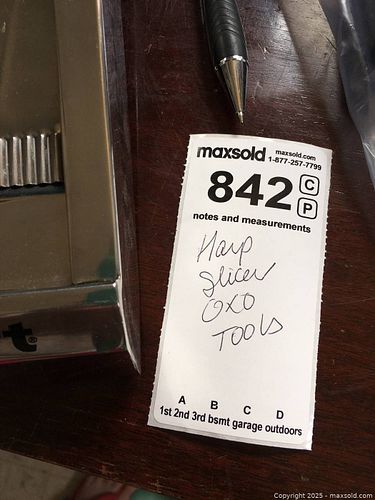 maxsold maxsold.com
1-877-257-7799
842 C
P
notes and measurements
Harp
Slicer
OXO
TOOLS
A B C D
1st 2nd 3rd bsmt garage outdoors
Copyright © 2025 - maxsold.com